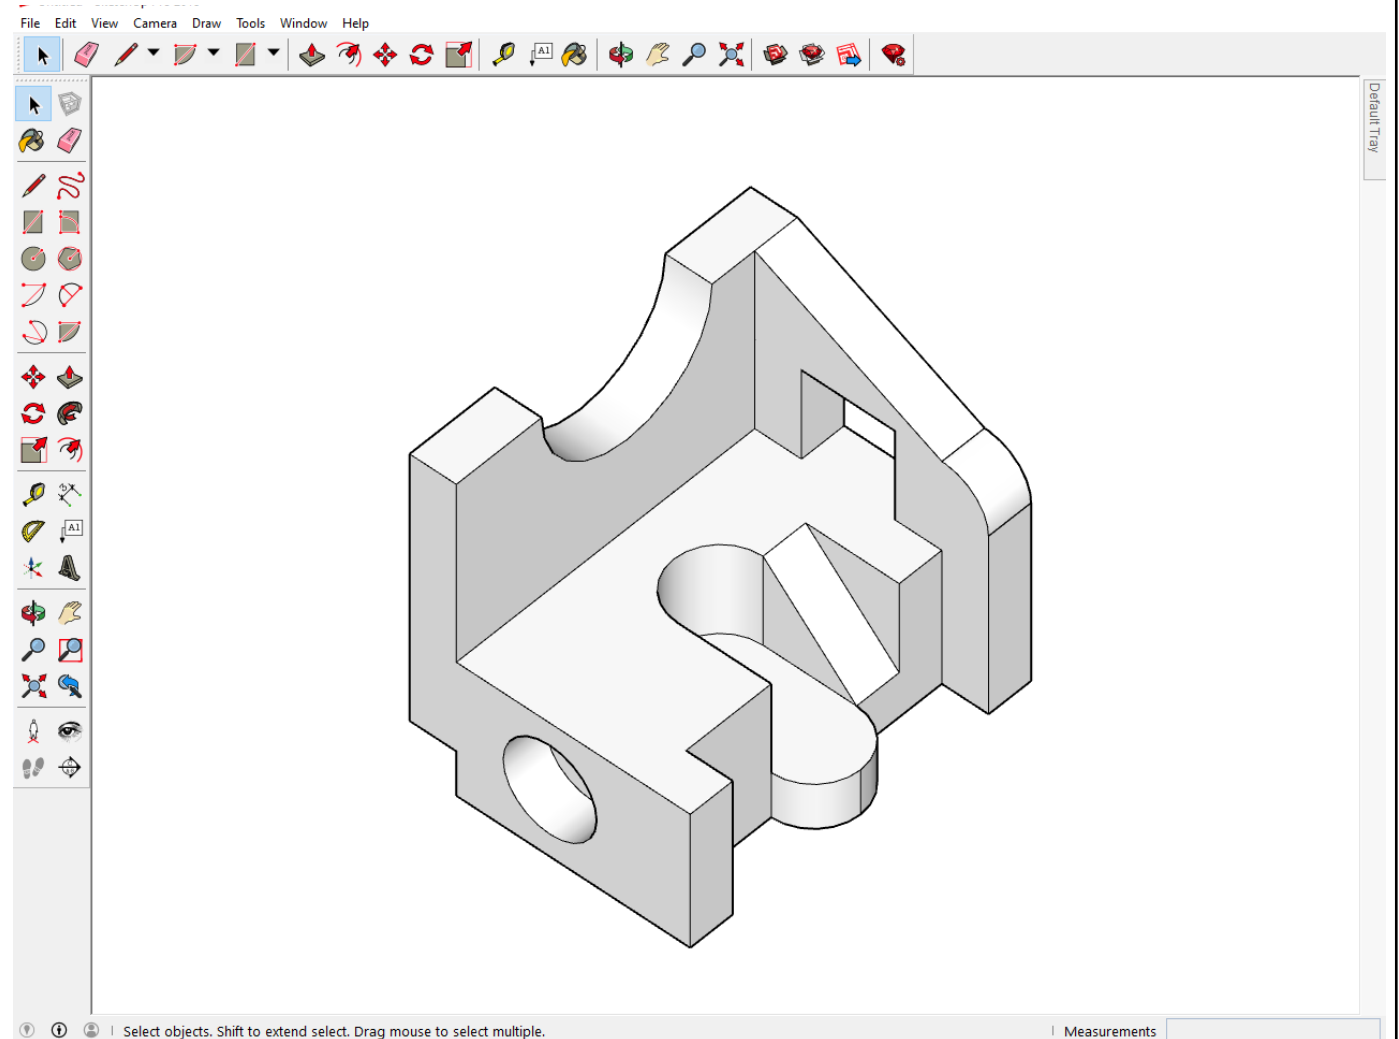 File Edit View Camera Draw Tools Window Help
A1
Default Tray
A1
Select objects. Shift to extend select. Drag mouse to select multiple.
Measurements